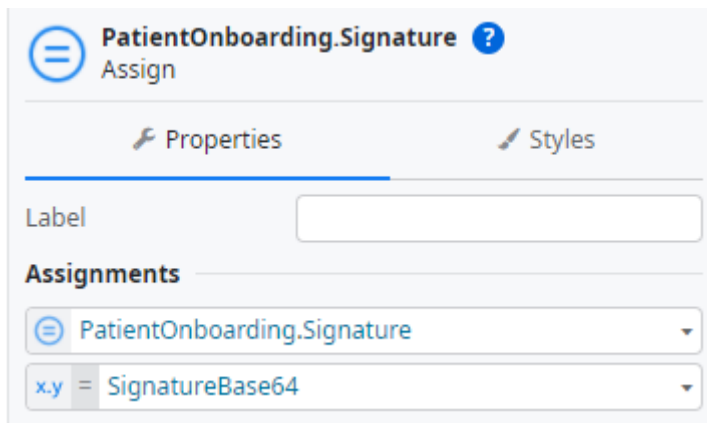 PatientOnboarding.Signature ?
Assign
Properties Styles
Label
Assignments
PatientOnboarding.Signature
x.y = SignatureBase64